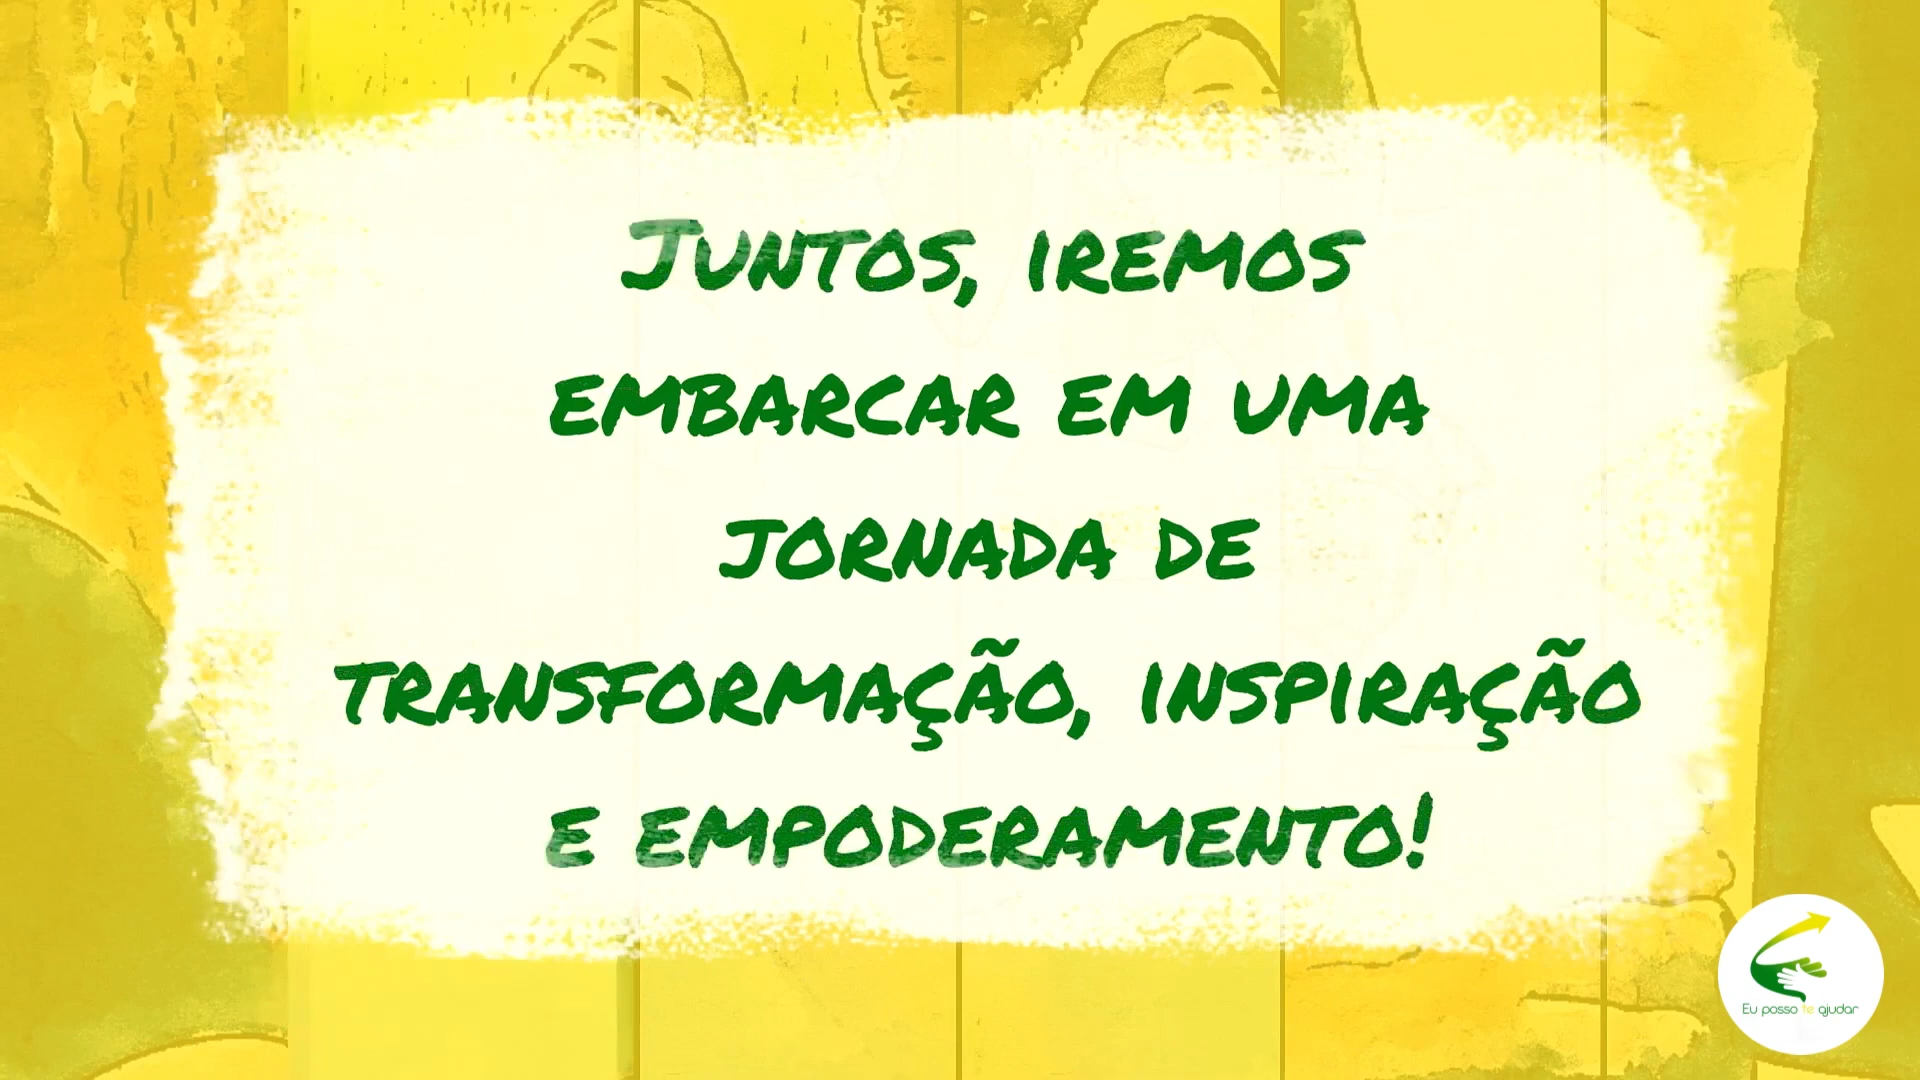 Juntos, iremos
embarcar em uma
jornada de
transformação, inspiração
e empoderamento!
Eu posso te ajudar